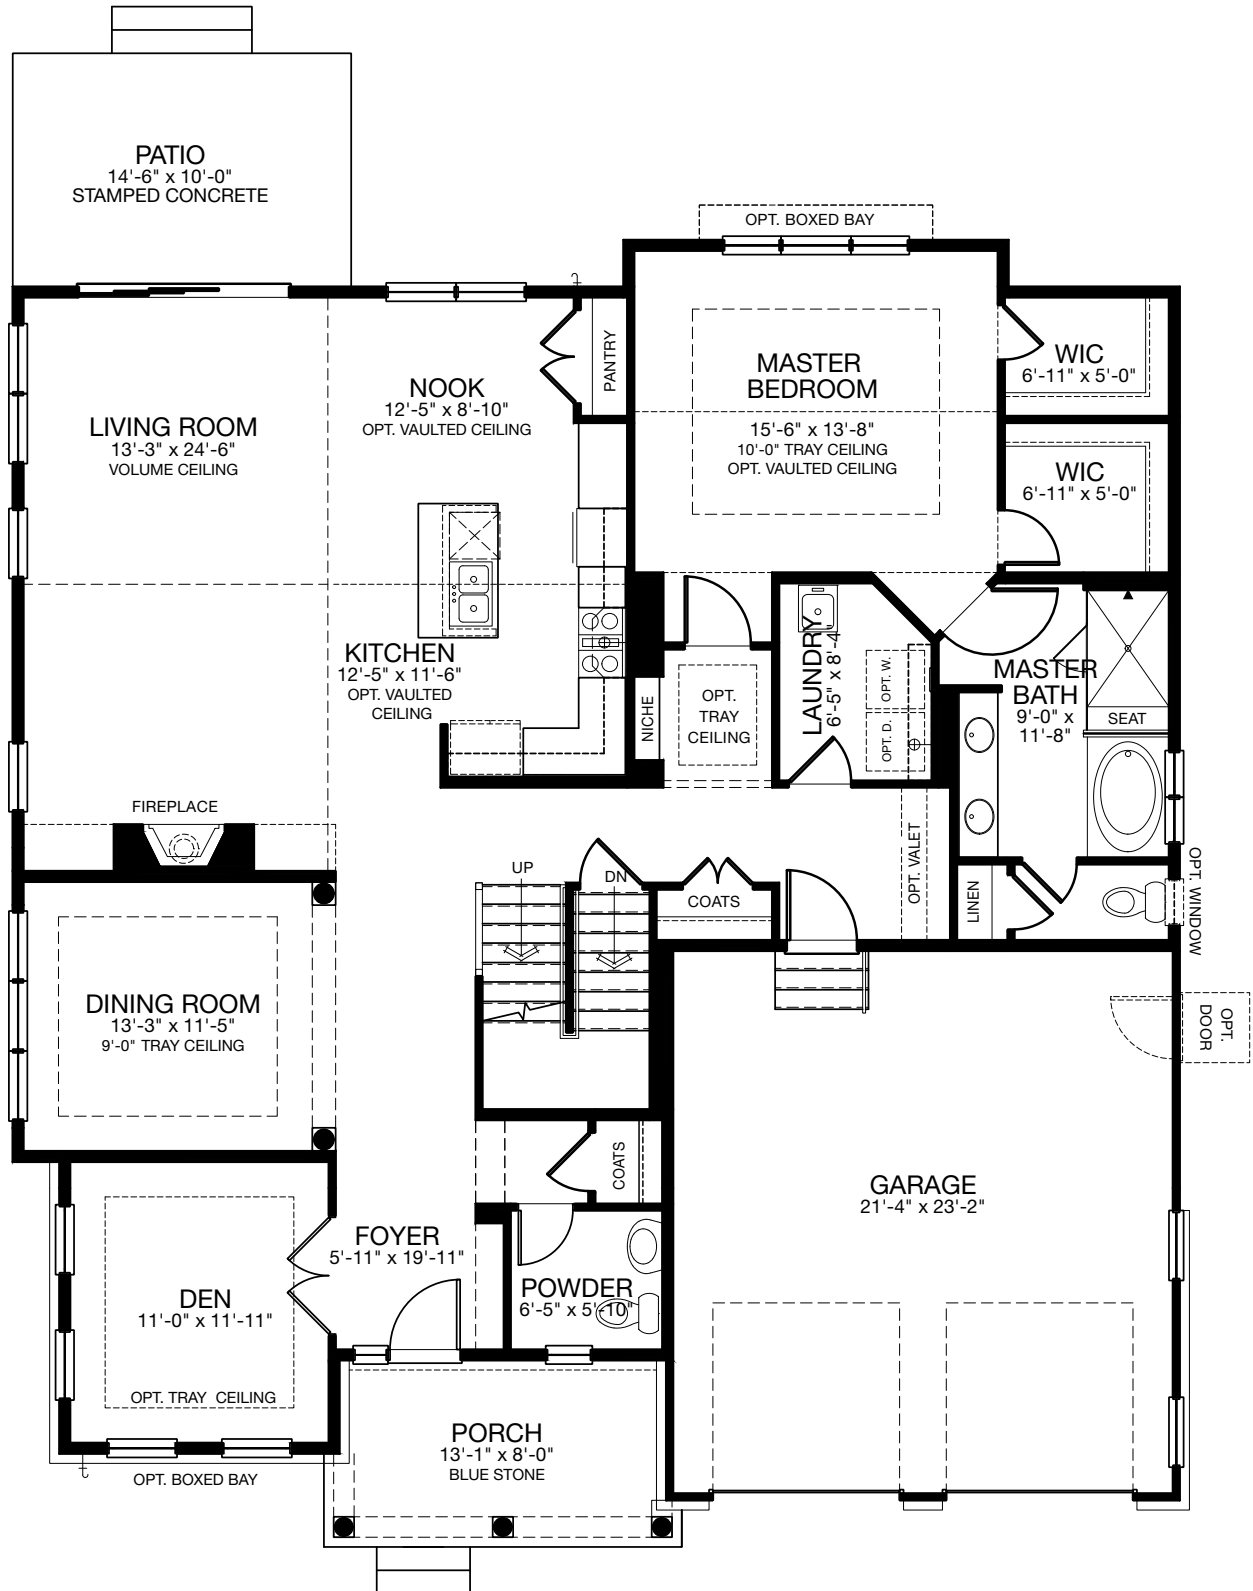 PATIO
14'-6" x 10'-0"
STAMPED CONCRETE
OPT. BOXED BAY
LIVING ROOM
13'-3" x 24'-6"
VOLUME CEILING
NOOK
12'-5" x 8'-10"
OPT. VAULTED CEILING
PANTRY
MASTER
BEDROOM
15'-6" x 13'-8"
10'-0" TRAY CEILING
OPT. VAULTED CEILING
WIC
6'-11" x 5'-0"
WIC
6'-11" x 5'-0"
KITCHEN
12'-5" x 11'-6"
OPT. VAULTED
CEILING
NICHE
OPT.
TRAY
CEILING
LAUNDRY
6'-5" x 8'-4
OPT. W.
OPT. D.
MASTER
BATH
9'-0" x
11'-8"
SEAT
FIREPLACE
UP
DN
COATS
OPT. VALET
LINEN
OPT. WINDOW
DINING ROOM
13'-3" x 11'-5"
9'-0" TRAY CEILING
OPT.
DOOR
COATS
GARAGE
21'-4" x 23'-2"
FOYER
5'-11" x 19'-11"
DEN
11'-0" x 11'-11"
OPT. TRAY CEILING
POWDER
6'-5" x 5'-10"
PORCH
13'-1" x 8'-0"
BLUE STONE
OPT. BOXED BAY